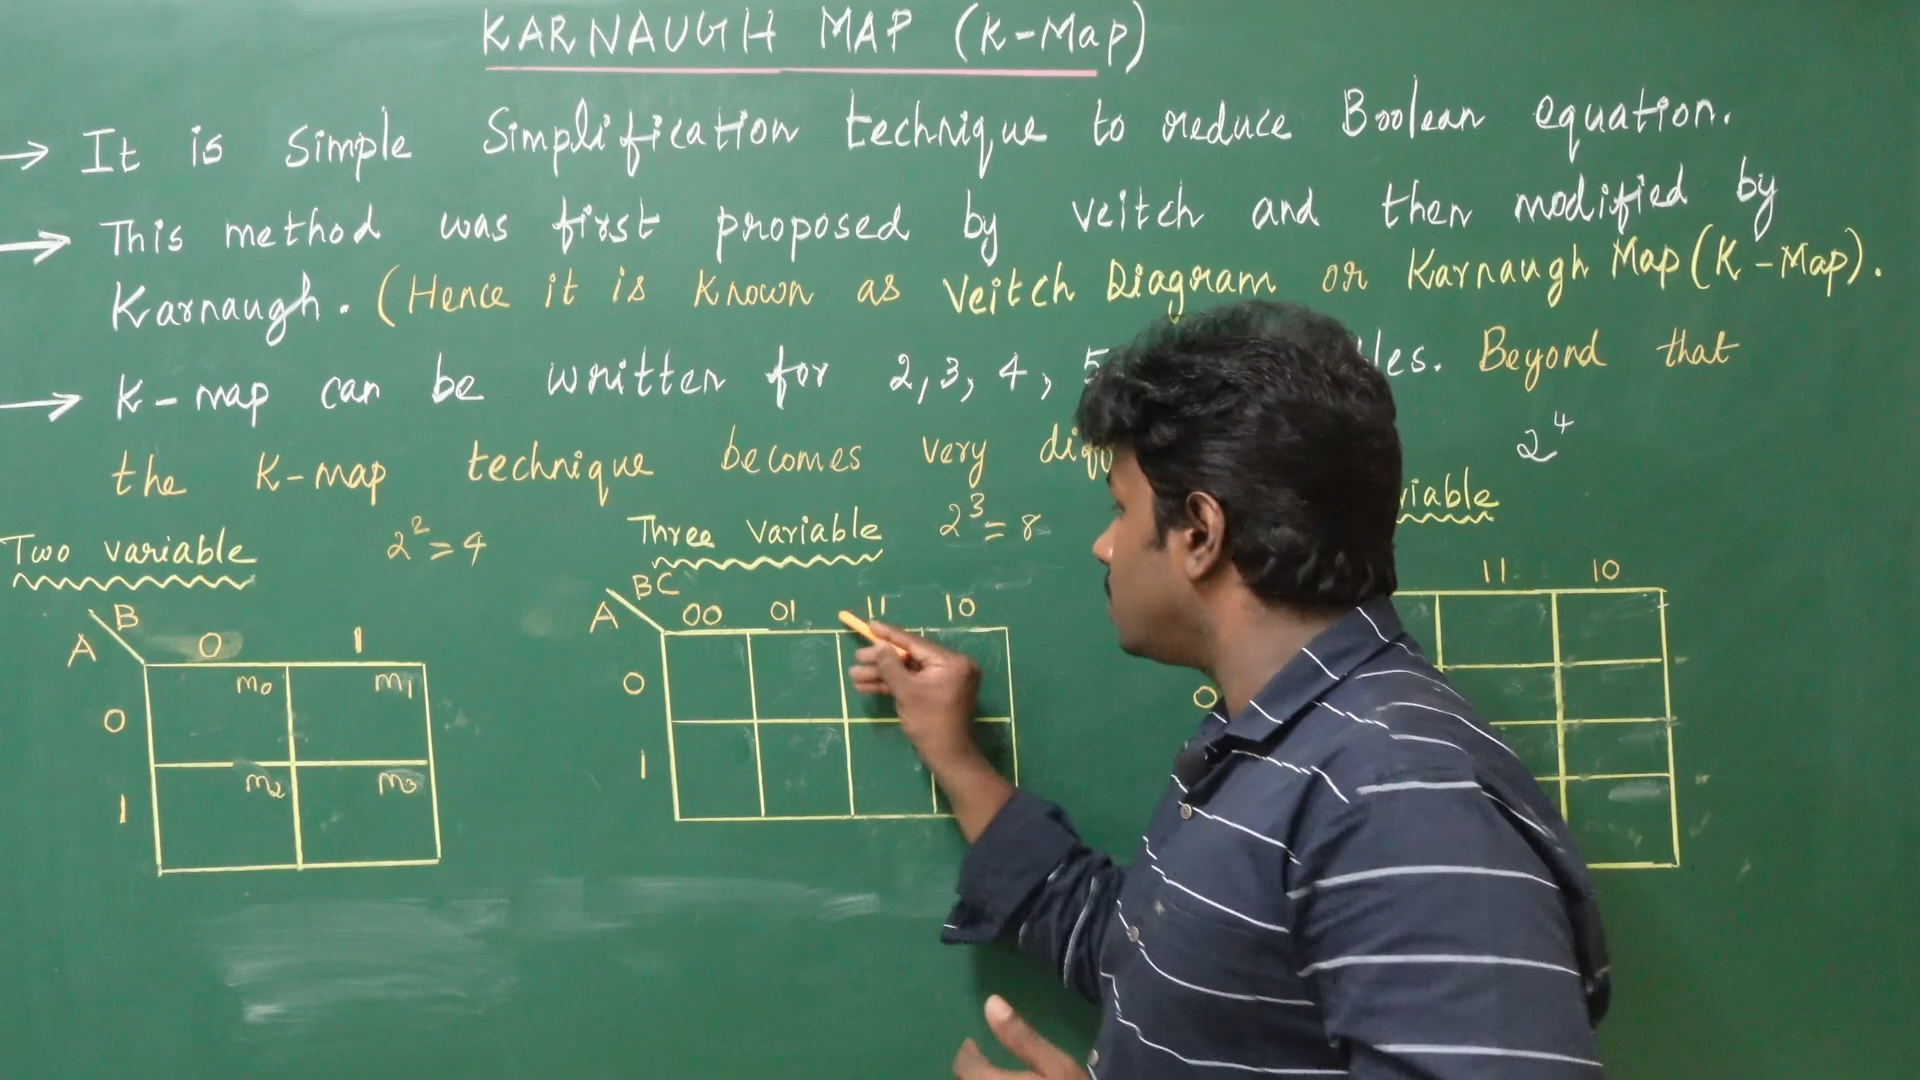 KARNAUGH MAP (K-Map)
→ It is Simple Simplification technique to reduce Boolean equation.
→ This method was first proposed by Veitch and then modified by
Karnaugh. (Hence it is known as Veitch Diagram or Karnaugh Map (K-Map).
→ K-map can be written for 2, 3, 4, 5 Beyond that
the K-map technique becomes very
2^4
Two variable 2^2=4
Three Variable 2^3=8
B
A 0 1
0 m0 m1
1 m2 m3
BC
A 00 01 11 10
0
1
11 10
0